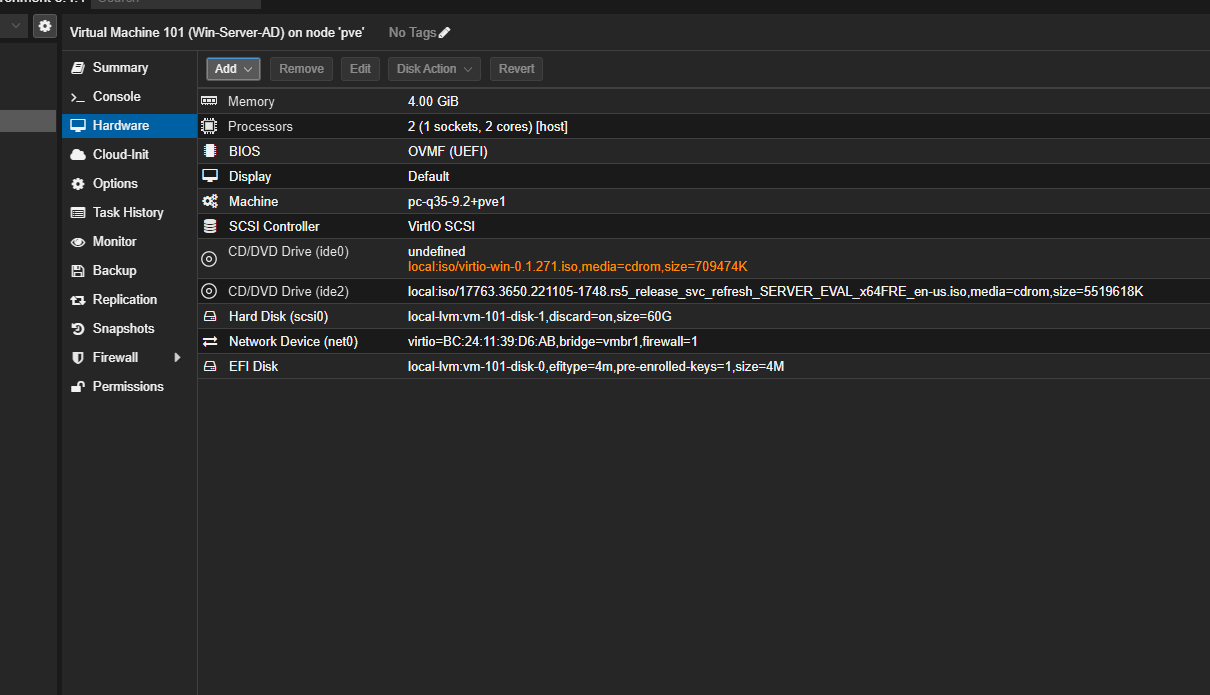 Search
Virtual Machine 101 (Win-Server-AD) on node 'pve' No Tags
Summary
Console
Hardware
Cloud-Init
Options
Task History
Monitor
Backup
Replication
Snapshots
Firewall
Permissions
Add Remove Edit Disk Action Revert
Memory 4.00 GiB
Processors 2 (1 sockets, 2 cores) [host]
BIOS OVMF (UEFI)
Display Default
Machine pc-q35-9.2+pve1
SCSI Controller VirtIO SCSI
CD/DVD Drive (ide0) undefined
local:iso/virtio-win-0.1.271.iso,media=cdrom,size=709474K
CD/DVD Drive (ide2) local:iso/17763.3650.221105-1748.rs5_release_svc_refresh_SERVER_EVAL_x64FRE_en-us.iso,media=cdrom,size=5519618K
Hard Disk (scsi0) local-lvm:vm-101-disk-1,discard=on,size=60G
Network Device (net0) virtio=BC:24:11:39:D6:AB,bridge=vmbr1,firewall=1
EFI Disk local-lvm:vm-101-disk-0,efitype=4m,pre-enrolled-keys=1,size=4M